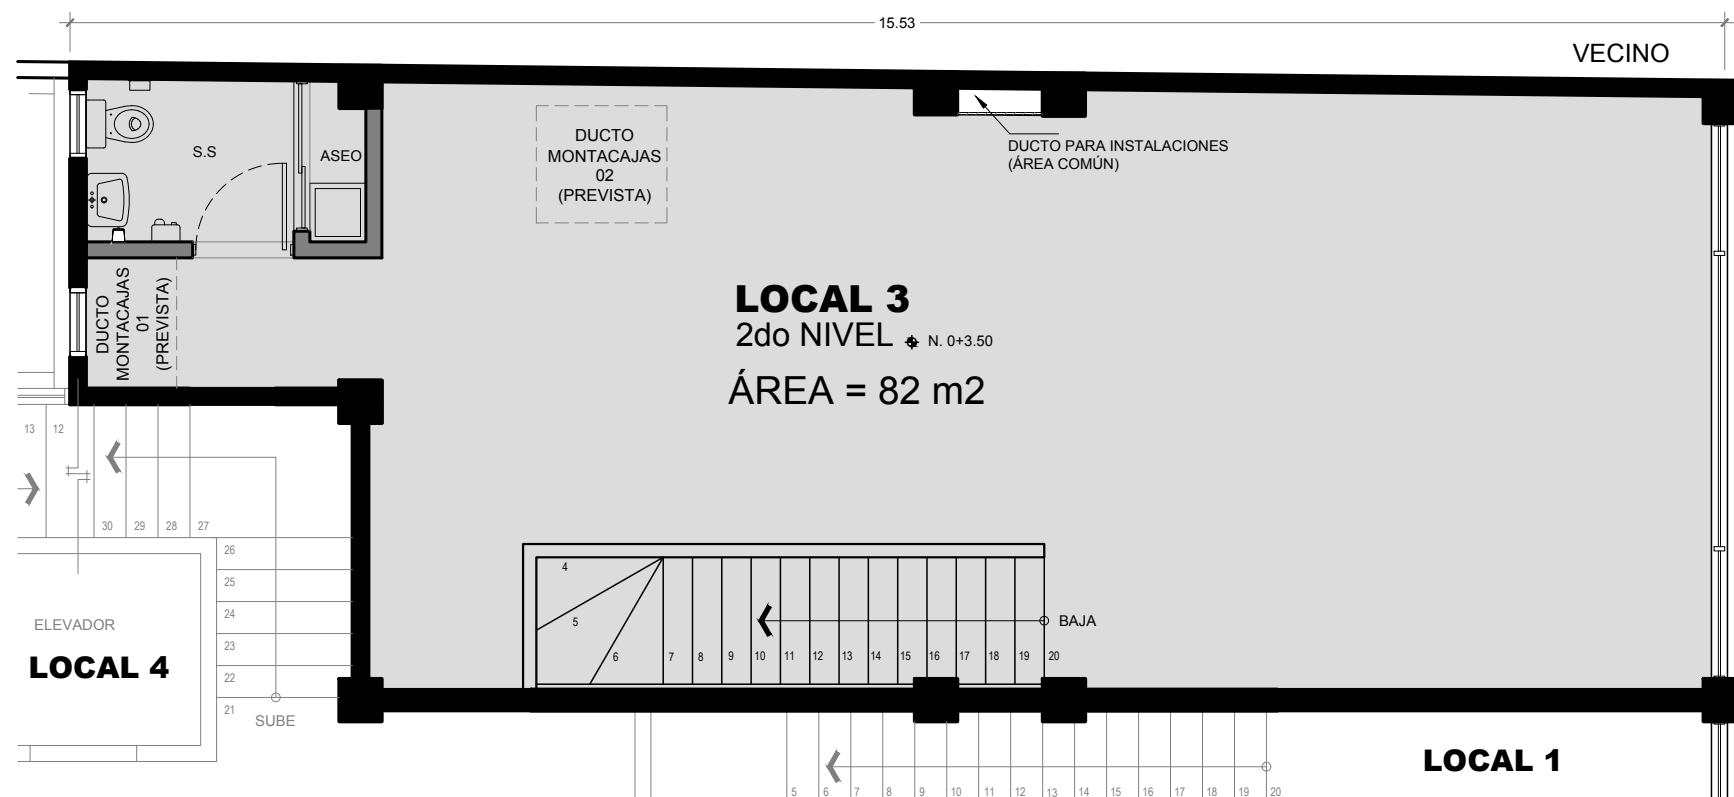 15.53
VECINO
S.S
ASEO
DUCTO
MONTACAJAS
02
(PREVISTA)
DUCTO PARA INSTALACIONES
(ÁREA COMÚN)
DUCTO
MONTACAJAS
01
(PREVISTA)
LOCAL 3
2do NIVEL N. 0+3.50
ÁREA = 82 m2
13 12
30 29 28 27
26
25
24
23
22
21
ELEVADOR
LOCAL 4
SUBE
4
5
6 7 8 9 10 11 12 13 14 15 16 17 18 19 20
BAJA
LOCAL 1
5 6 7 8 9 10 11 12 13 14 15 16 17 18 19 20